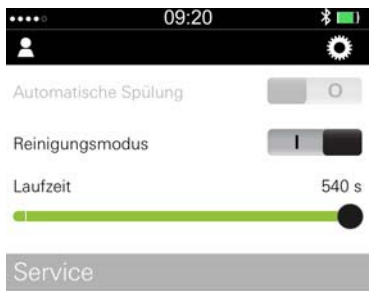 09:20
Automatische Spülung O
Reinigungsmodus I
Laufzeit 540 s
Service